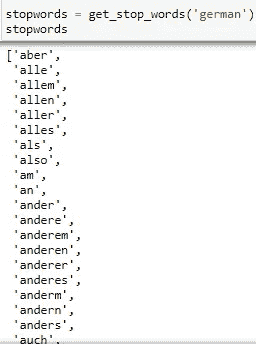 stopwords = get_stop_words('german')
stopwords
['aber',
'alle',
'allem',
'allen',
'aller',
'alles',
'als',
'also',
'am',
'an',
'ander',
'andere',
'anderem',
'anderen',
'anderer',
'anderes',
'anderm',
'andern',
'anders',
'auch',